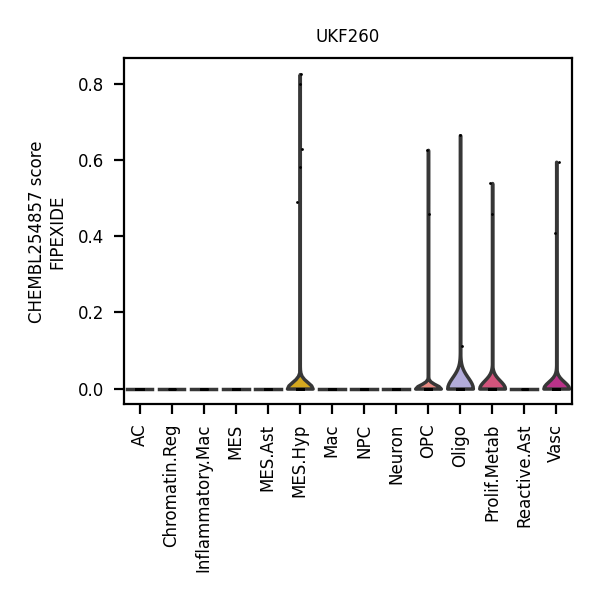 UKF260
CHEMBL254857 score
FIPEXIDE
0.8
0.6
0.4
0.2
0.0
AC
Chromatin.Reg
Inflammatory.Mac
MES
MES.Ast
MES.Hyp
Mac
NPC
Neuron
OPC
Oligo
Prolif.Metab
Reactive.Ast
Vasc